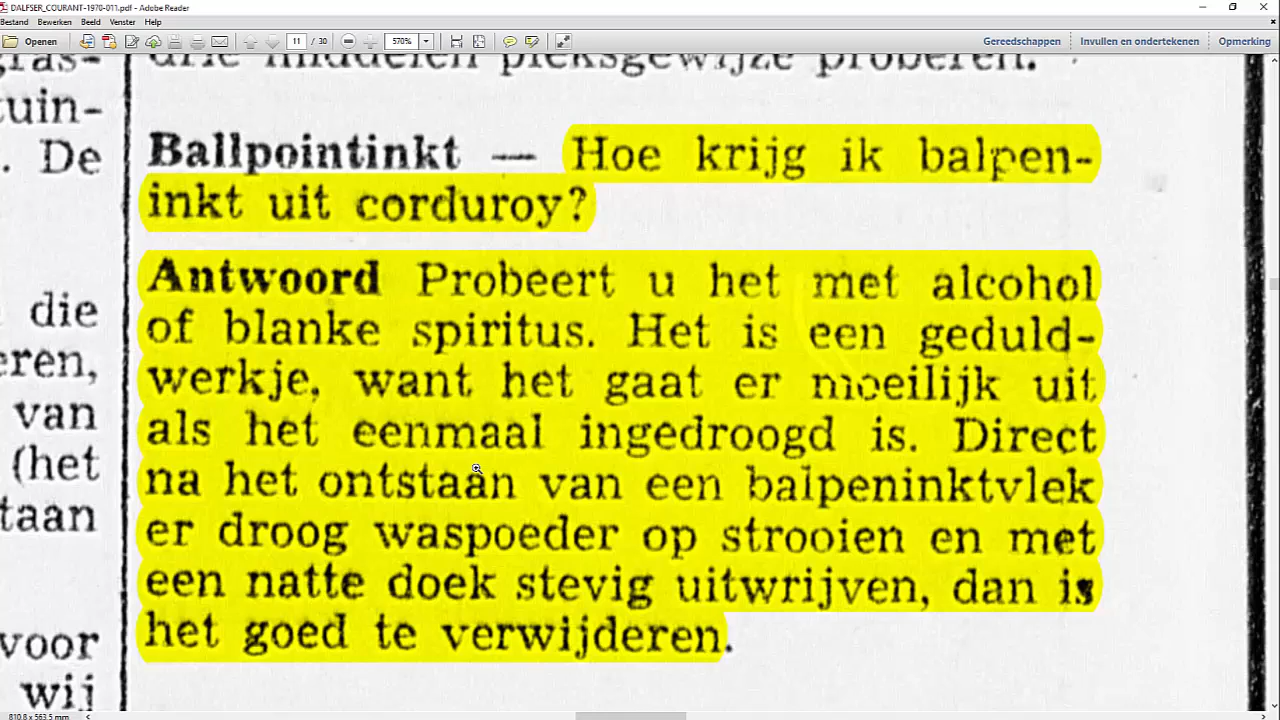 DALFSER_COURANT-1970-011.pdf - Adobe Reader
Bestand Bewerken Beeld Venster Help
Openen 11 / 30 570% Gereedschappen Invullen en ondertekenen Opmerking
gras-
drie middelen pleksgewijze proberen.
tuin-
. De
Ballpointinkt — Hoe krijg ik balpen-
inkt uit corduroy?
Antwoord Probeert u het met alcohol
of blanke spiritus. Het is een geduld-
werkje, want het gaat er moeilijk uit
als het eenmaal ingedroogd is. Direct
na het ontstaan van een balpeninktvlek
er droog waspoeder op strooien en met
een natte doek stevig uitwrijven, dan is
het goed te verwijderen.
die
eren,
van
(het
taan
voor
wij
810,8 x 563,5 mm